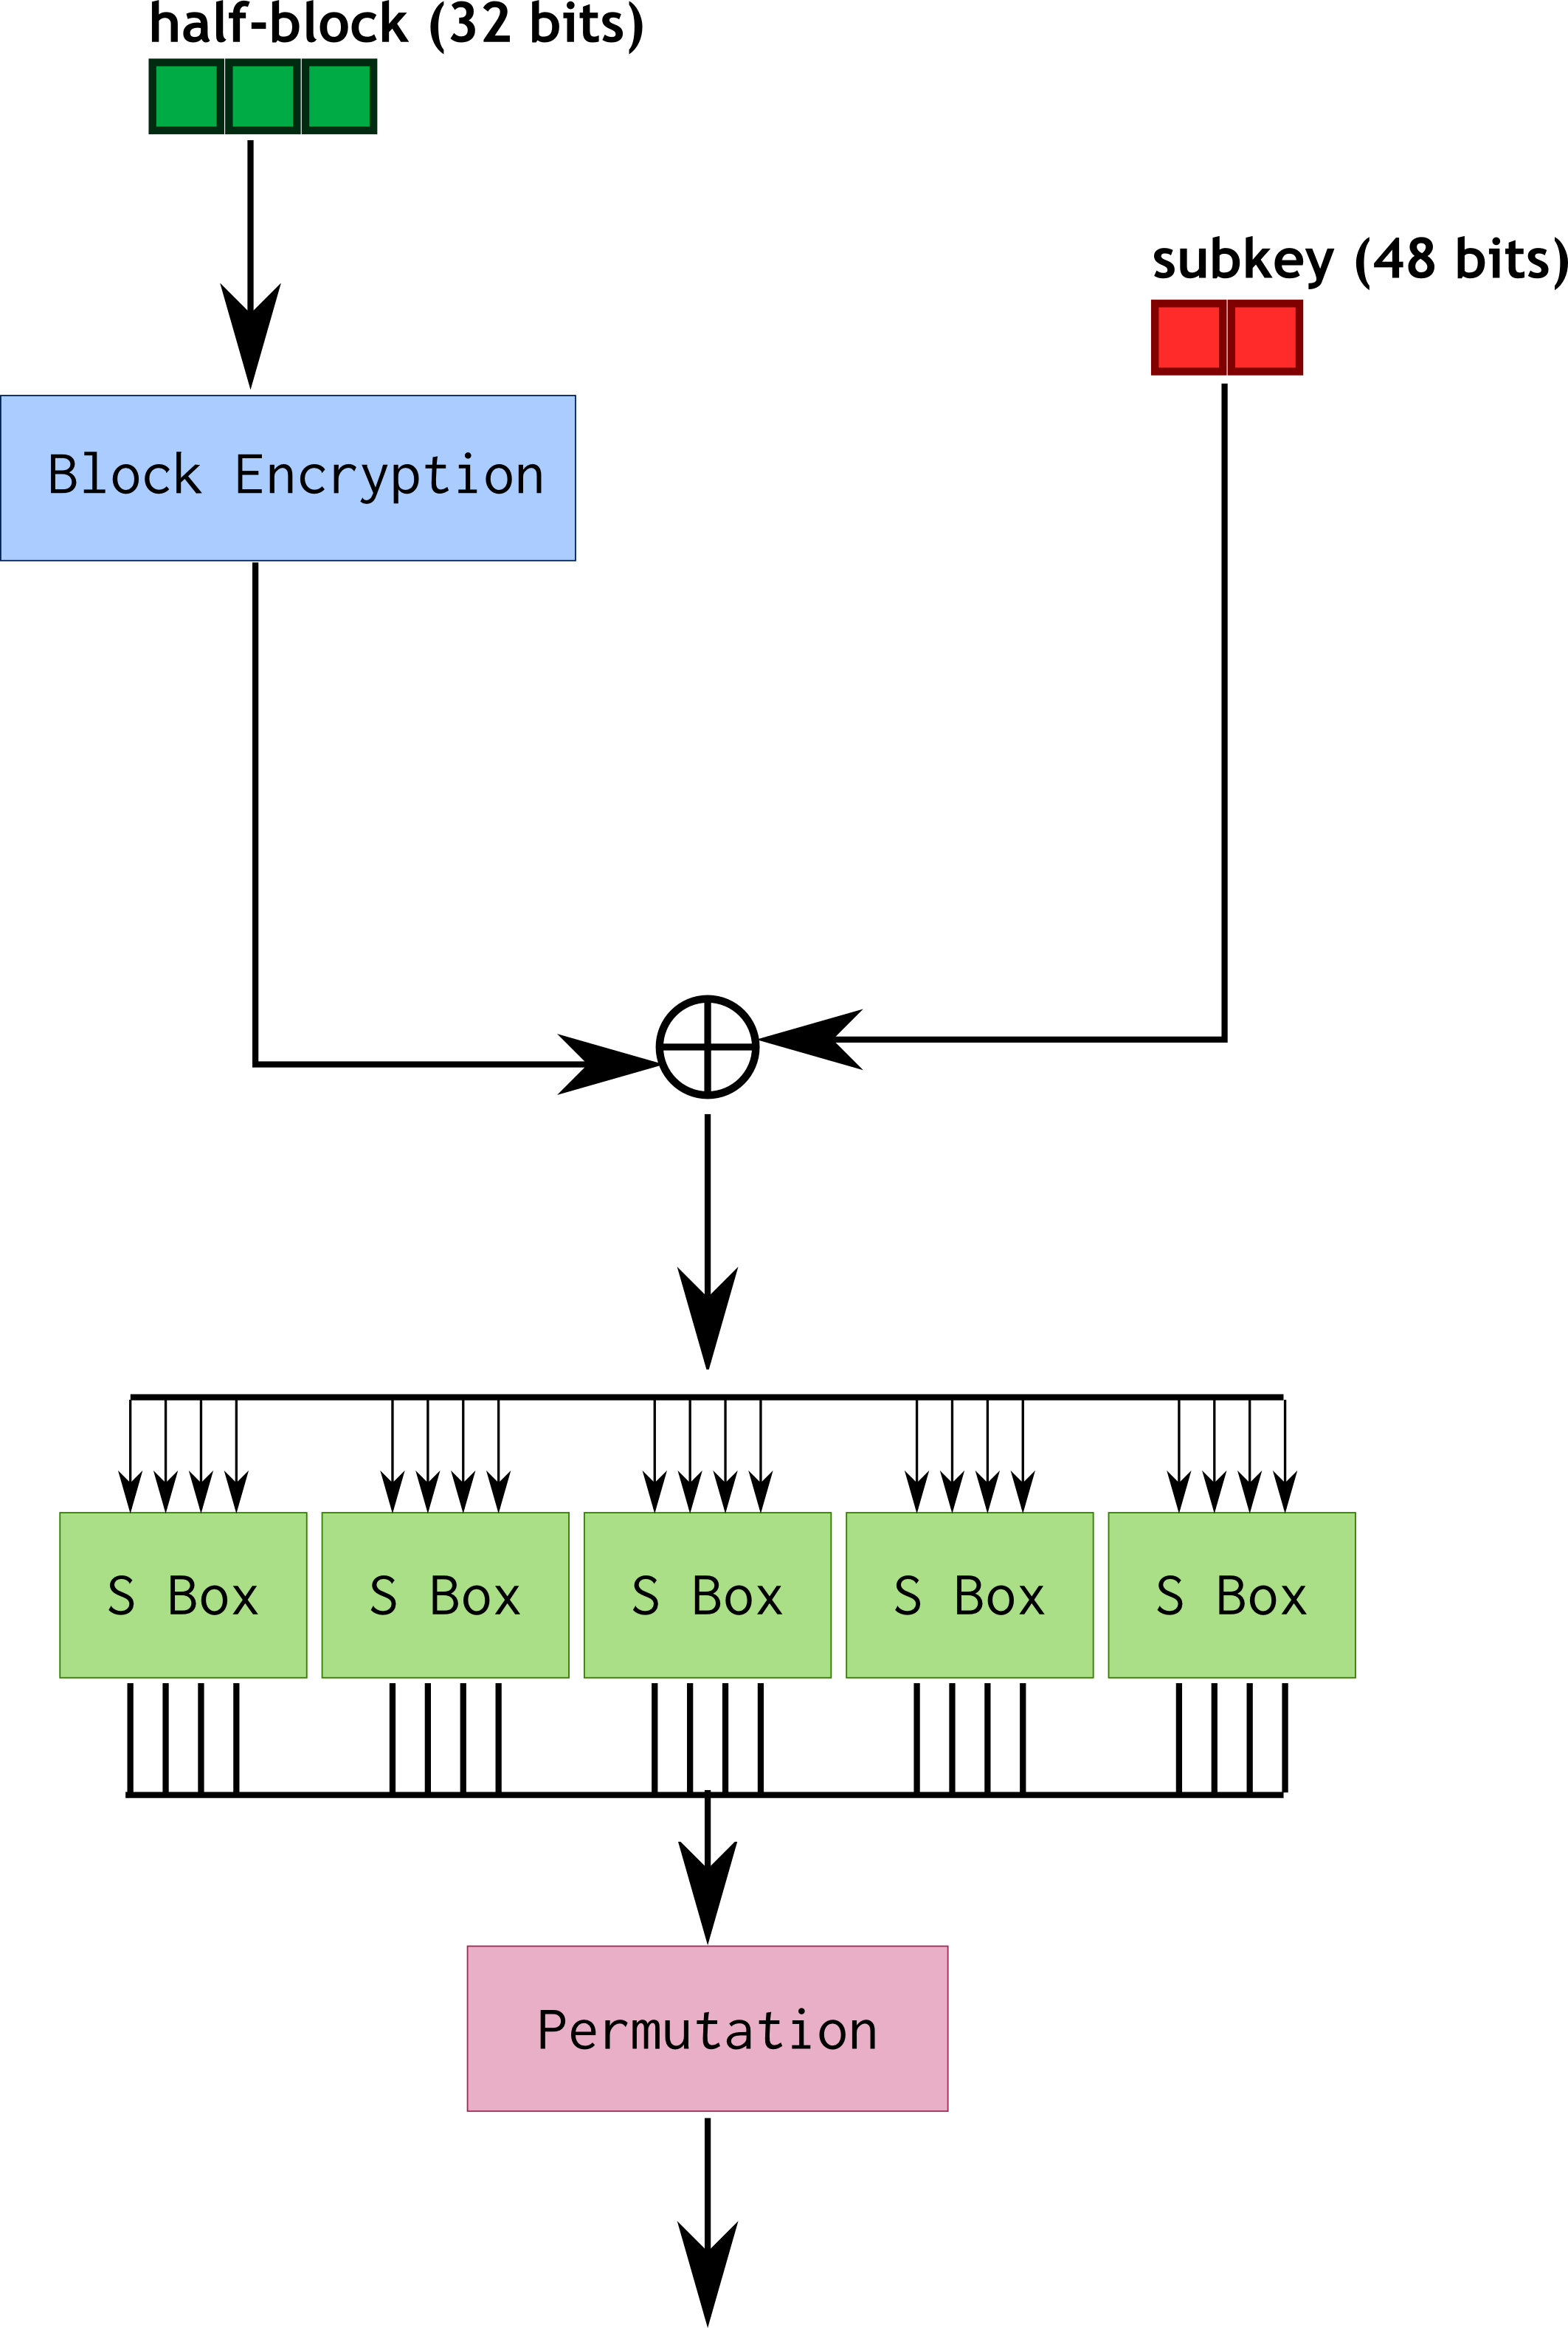 half-block (32 bits)
subkey (48 bits)
Block Encryption
S Box S Box S Box S Box S Box
Permutation